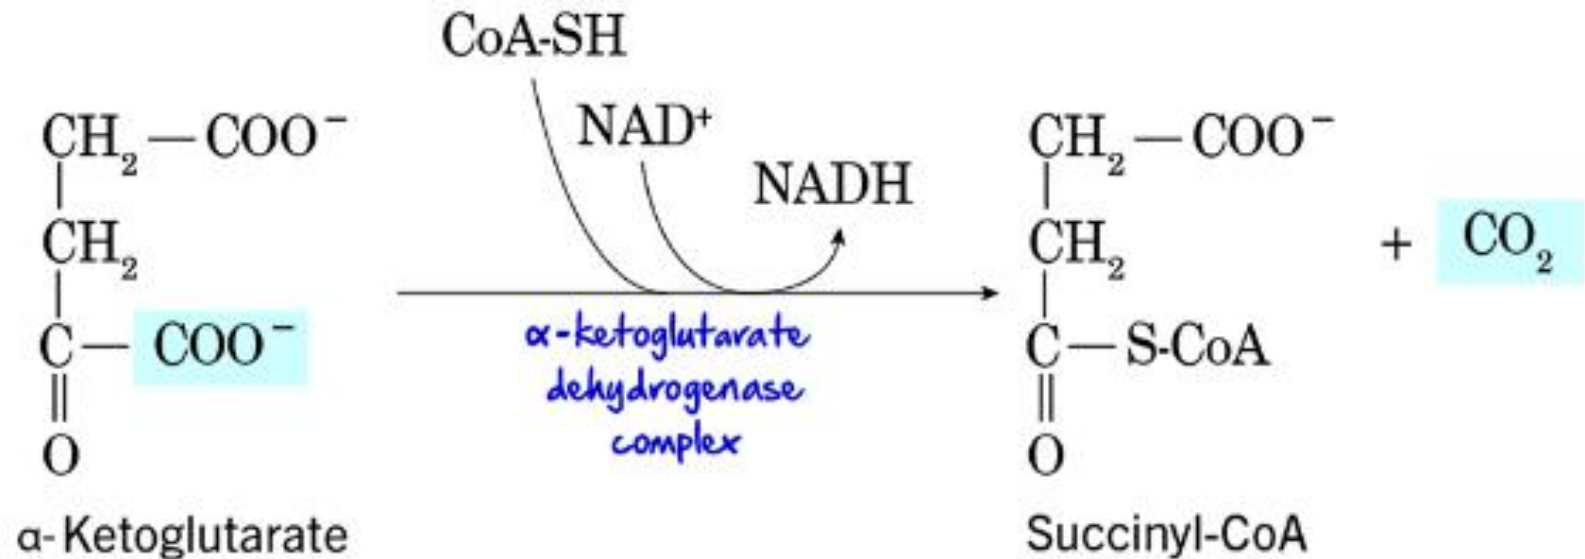 CoA-SH
NAD⁺
NADH
CH₂—COO⁻
CH₂
C—COO⁻
O
α-Ketoglutarate
α-ketoglutarate
dehydrogenase
complex
CH₂—COO⁻
CH₂
C—S-CoA
O
Succinyl-CoA
+ CO₂